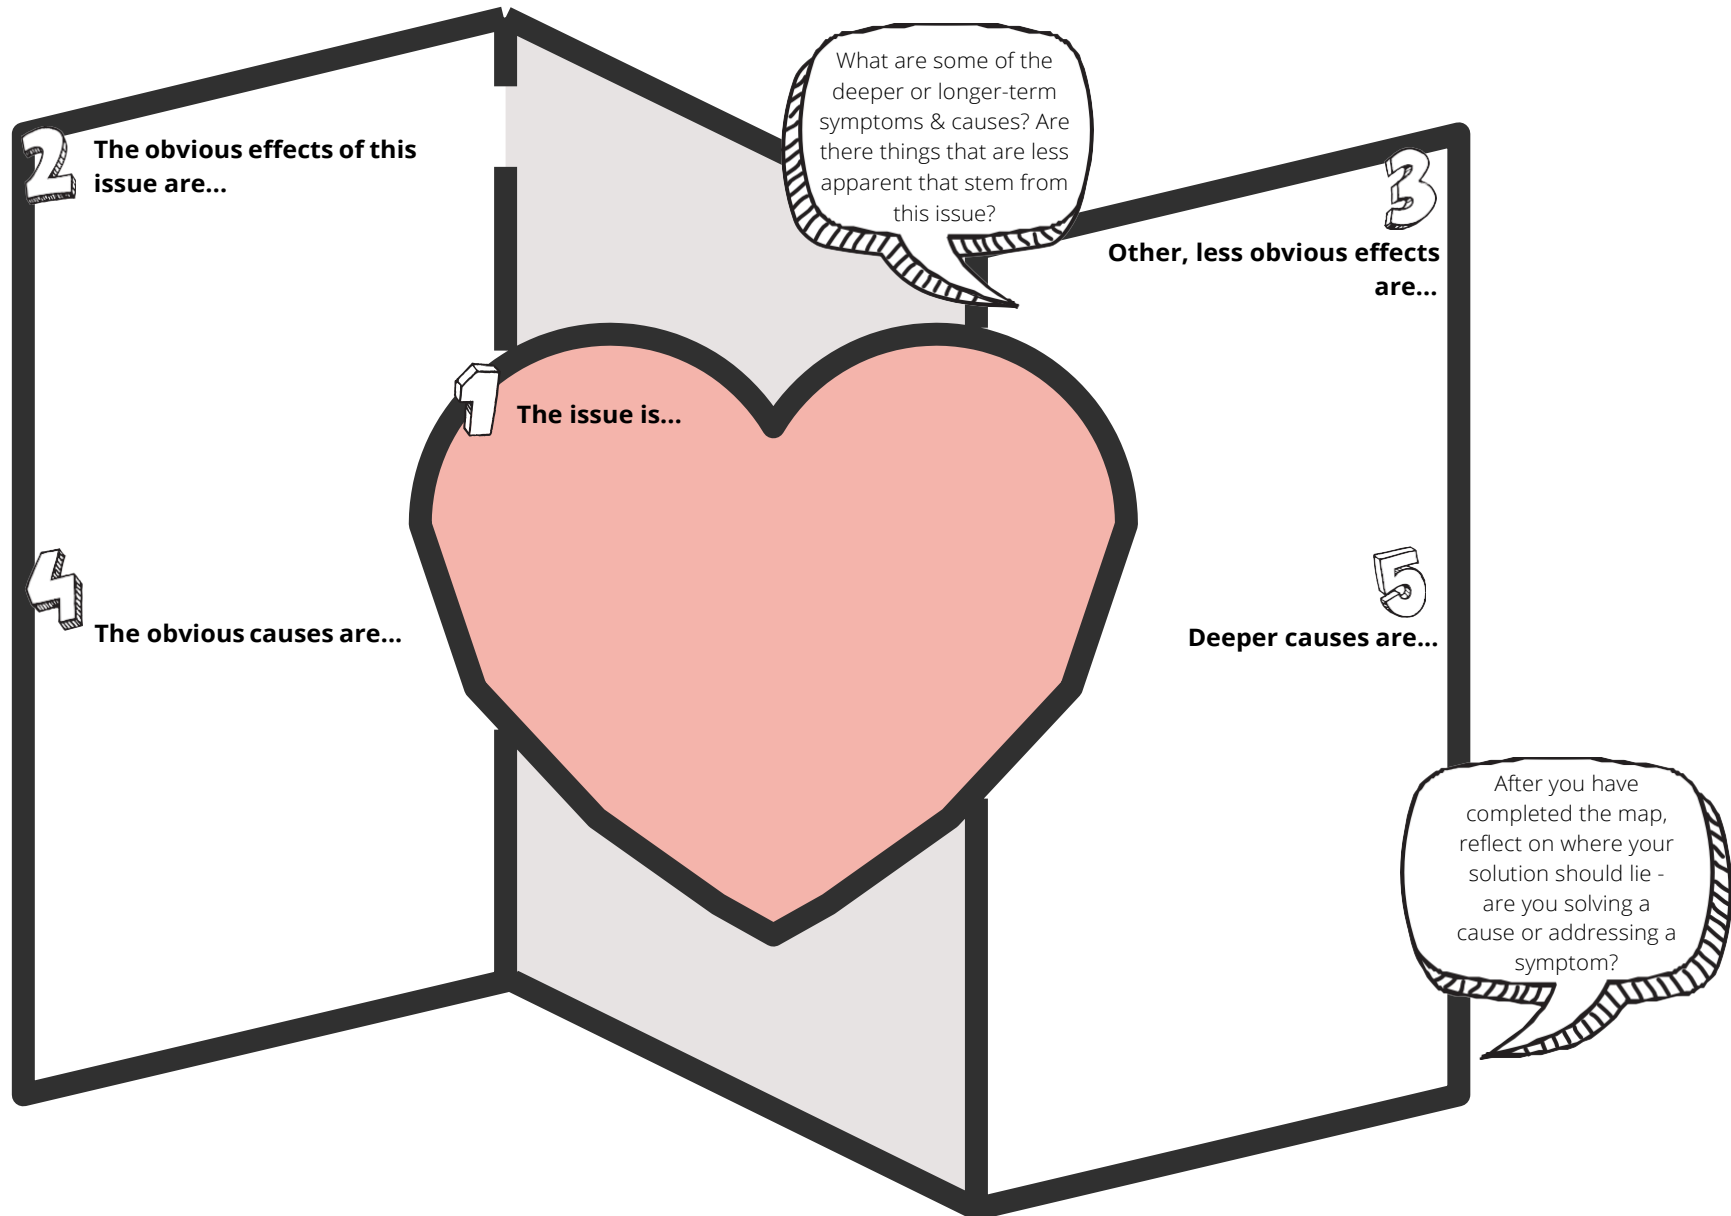 What are some of the
deeper or longer-term
symptoms & causes? Are
there things that are less
apparent that stem from
this issue?
2
The obvious effects of this
issue are...
3
Other, less obvious effects
are...
1
The issue is...
4
The obvious causes are...
5
Deeper causes are...
After you have
completed the map,
reflect on where your
solution should lie -
are you solving a
cause or addressing a
symptom?